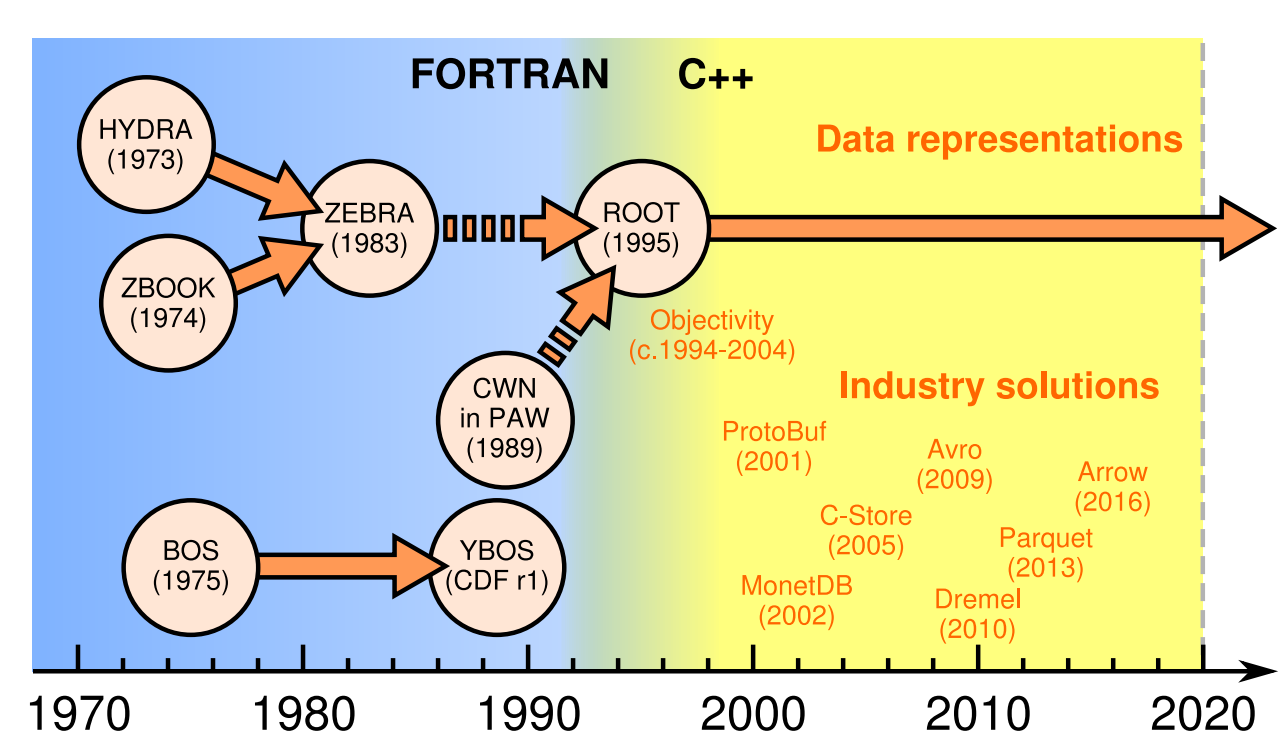 FORTRAN C++
HYDRA
(1973)
Data representations
ZEBRA
(1983)
ROOT
(1995)
ZBOOK
(1974)
Objectivity
(c.1994-2004)
CWN
in PAW
(1989)
Industry solutions
ProtoBuf
(2001)
Avro
(2009)
Arrow
(2016)
C-Store
(2005)
Parquet
(2013)
BOS
(1975)
YBOS
(CDF r1)
MonetDB
(2002)
Dremel
(2010)
1970 1980 1990 2000 2010 2020